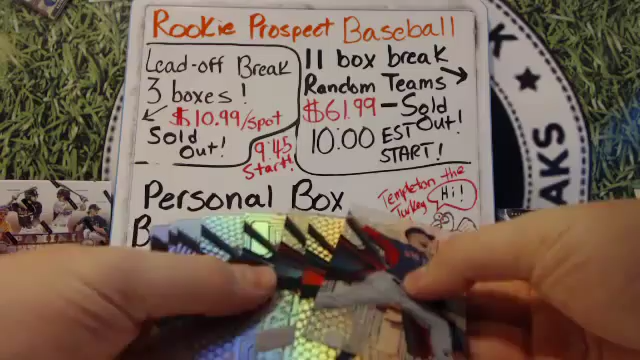 Rookie Prospect Baseball
Lead-off Break
3 boxes!
$10.99/spot
Sold Out!
9:45 Start!
11 box break
Random Teams
$61.99 - Sold Out!
10:00 EST
START!
Personal Box
B
Templeton the
Turkey
Hi!
AKS